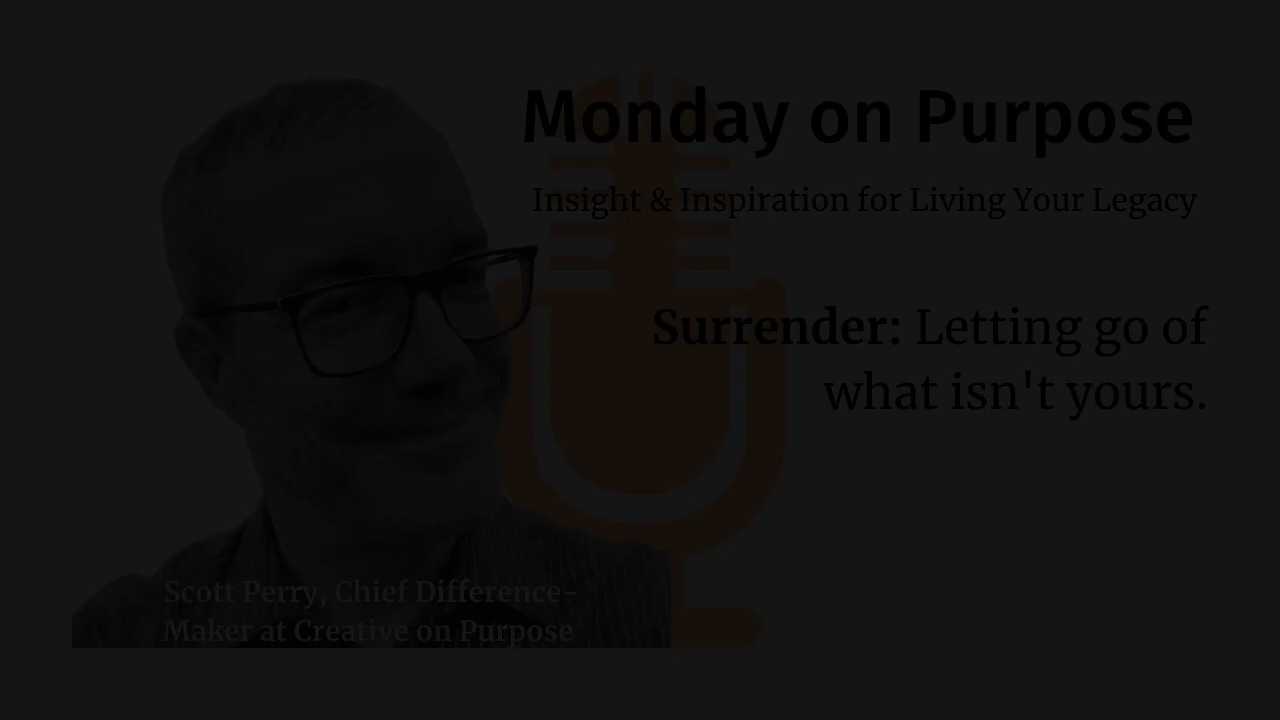 Monday on Purpose
Insight & Inspiration for Living Your Legacy
Surrender: Letting go of
what isn't yours.
Scott Perry, Chief Difference-
Maker at Creative on Purpose